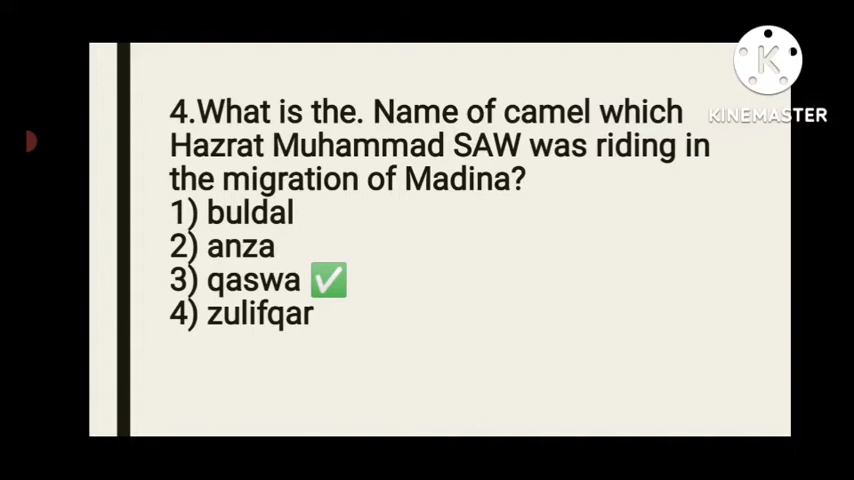 KINEMASTER
4.What is the. Name of camel which
Hazrat Muhammad SAW was riding in
the migration of Madina?
1) buldal
2) anza
3) qaswa ✅
4) zulifqar